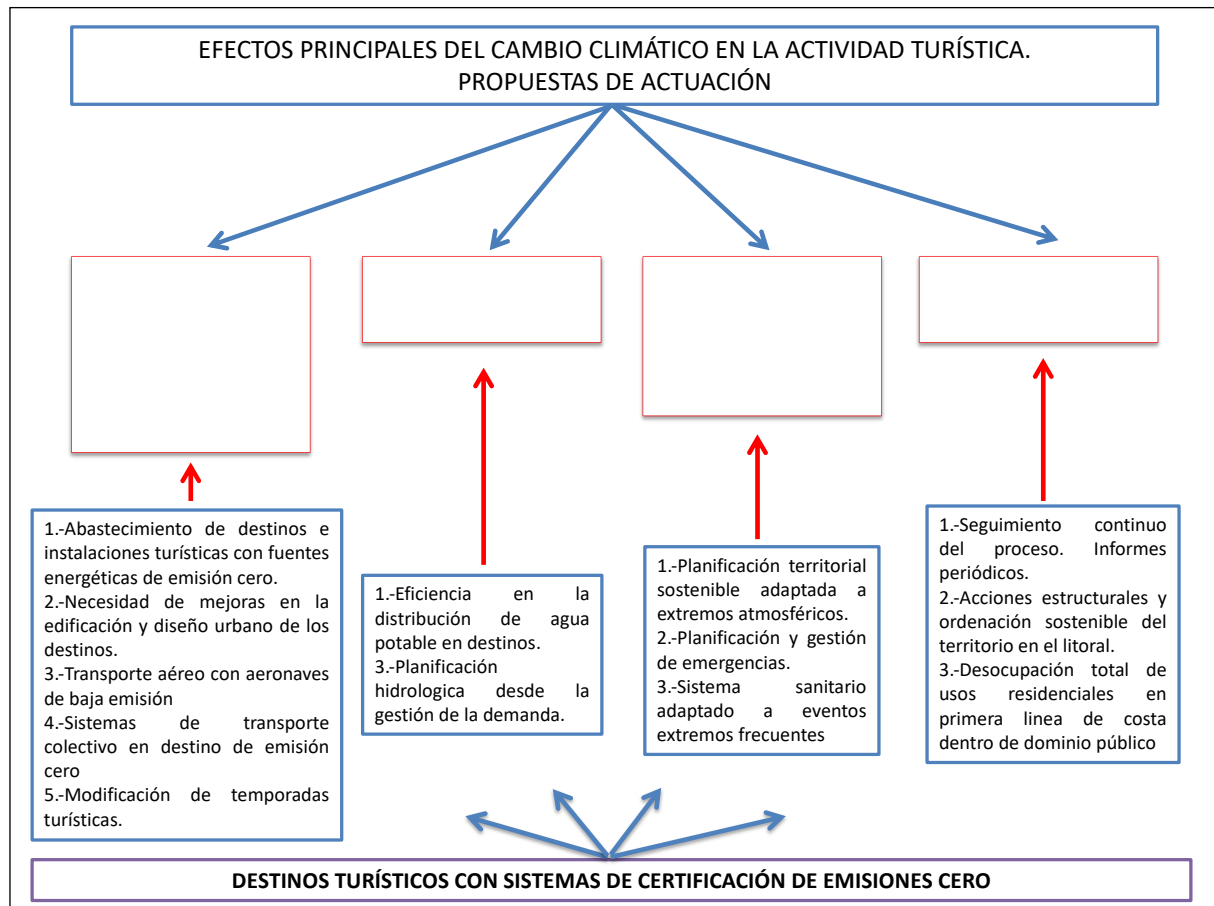 EFECTOS PRINCIPALES DEL CAMBIO CLIMÁTICO EN LA ACTIVIDAD TURÍSTICA.
PROPUESTAS DE ACTUACIÓN
1.-Abastecimiento de destinos e
instalaciones turísticas con fuentes
energéticas de emisión cero.
2.-Necesidad de mejoras en la
edificación y diseño urbano de los
destinos.
3.-Transporte aéreo con aeronaves
de baja emisión
4.-Sistemas de transporte
colectivo en destino de emisión
cero
5.-Modificación de temporadas
turísticas.
1.-Eficiencia en la
distribución de agua
potable en destinos.
3.-Planificación
hidrologica desde la
gestión de la demanda.
1.-Planificación territorial
sostenible adaptada a
extremos atmosféricos.
2.-Planificación y gestión
de emergencias.
3.-Sistema sanitario
adaptado a eventos
extremos frecuentes
1.-Seguimiento continuo
del proceso. Informes
periódicos.
2.-Acciones estructurales y
ordenación sostenible del
territorio en el litoral.
3.-Desocupación total de
usos residenciales en
primera linea de costa
dentro de dominio público
DESTINOS TURÍSTICOS CON SISTEMAS DE CERTIFICACIÓN DE EMISIONES CERO